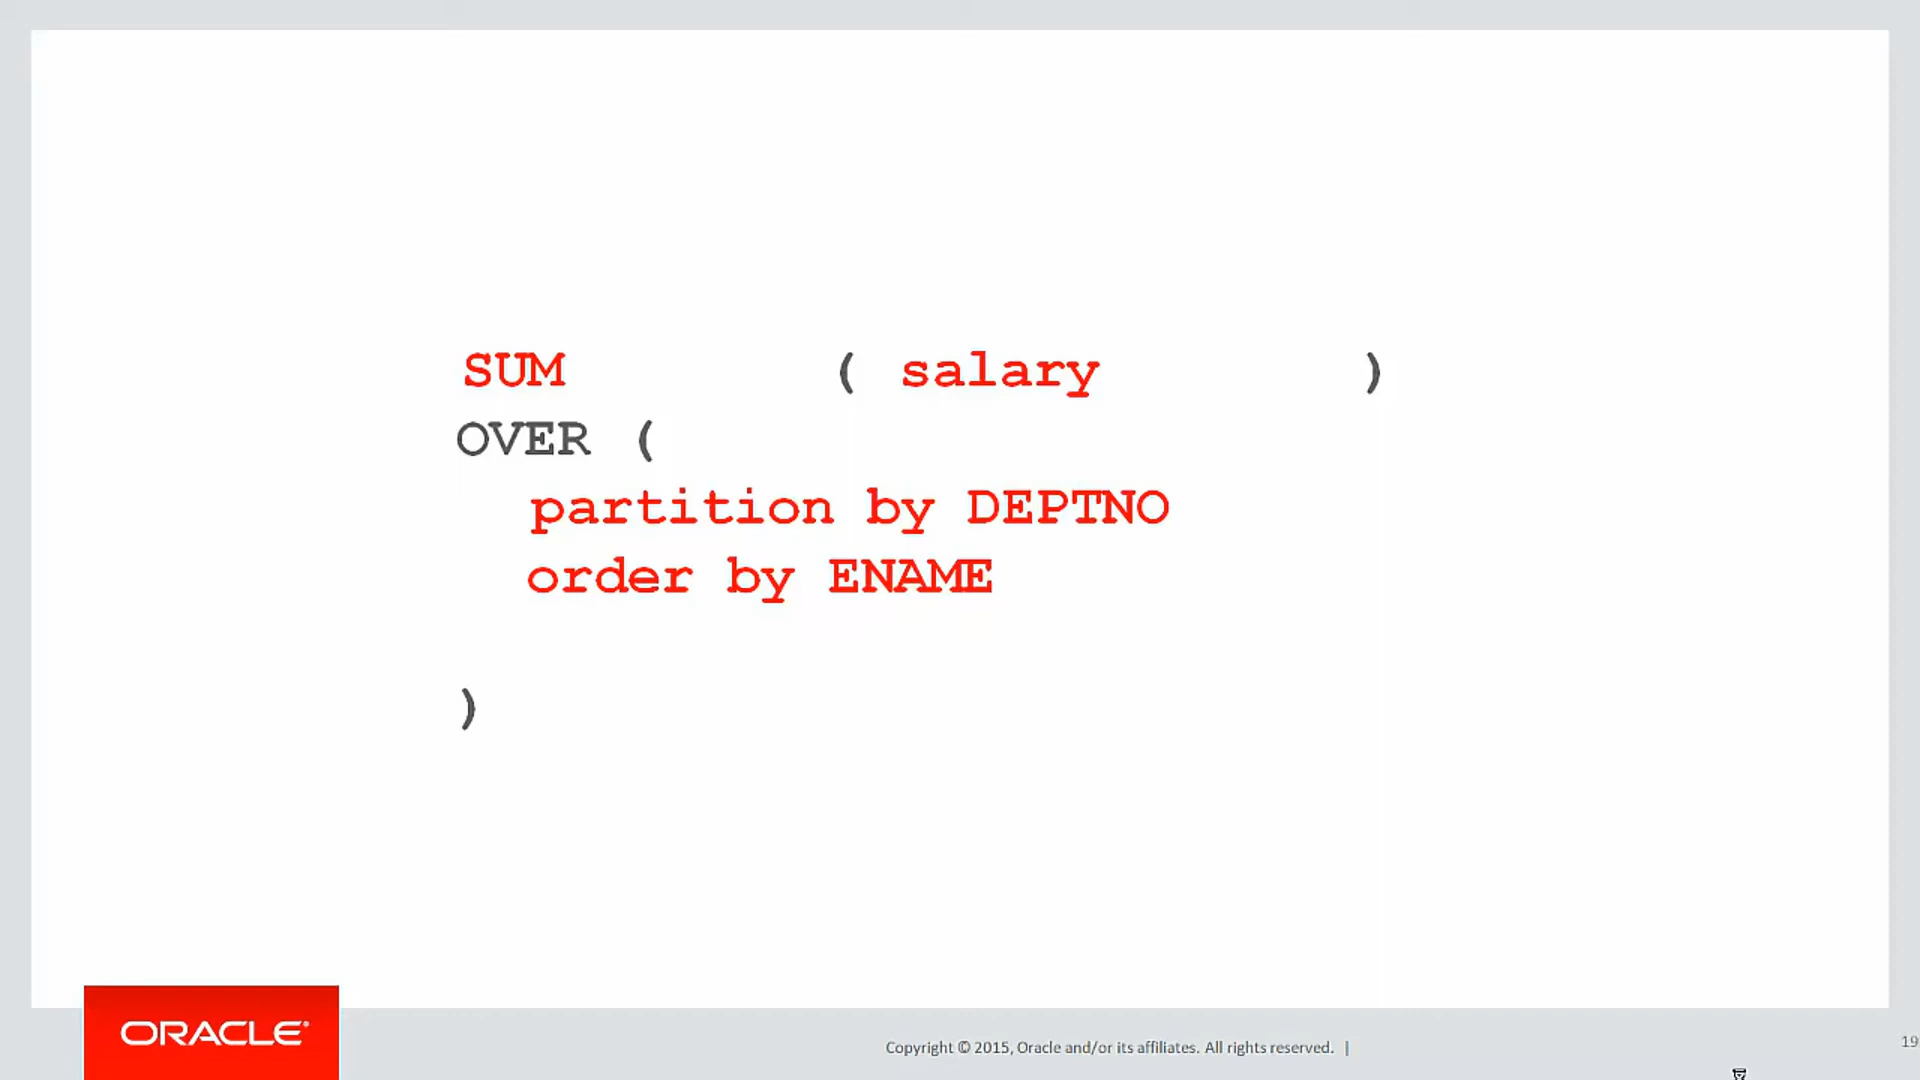 SUM ( salary )
OVER (
partition by DEPTNO
order by ENAME
)
ORACLE®
Copyright © 2015, Oracle and/or its affiliates. All rights reserved. |
19